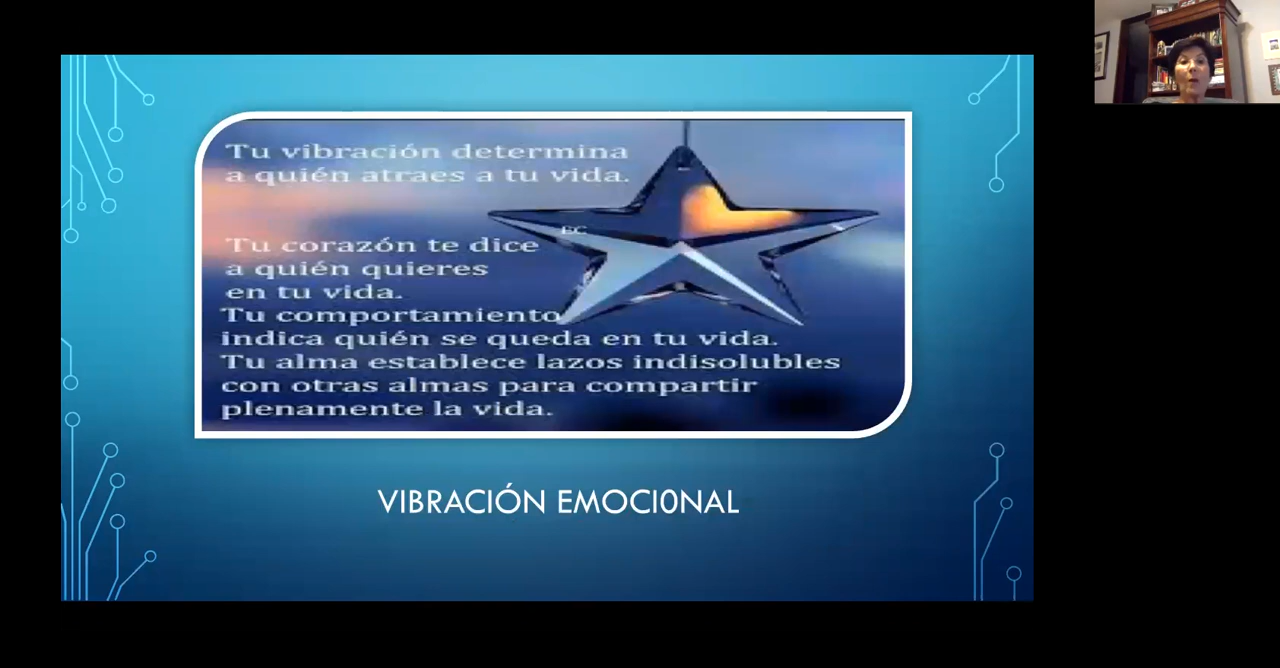 Tu vibración determina
a quién atraes a tu vida.
EC
Tu corazón te dice
a quién quieres
en tu vida.
Tu comportamiento
indica quién se queda en tu vida.
Tu alma establece lazos indisolubles
con otras almas para compartir
plenamente la vida.
VIBRACIÓN EMOCI0NAL